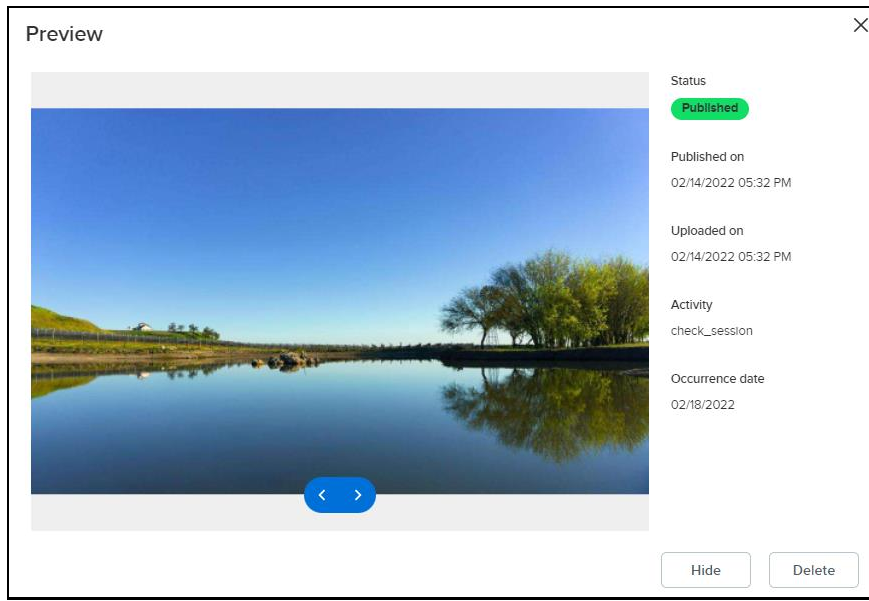 Preview
Status
Published
Published on
02/14/2022 05:32 PM
Uploaded on
02/14/2022 05:32 PM
Activity
check_session
Occurrence date
02/18/2022
Hide
Delete